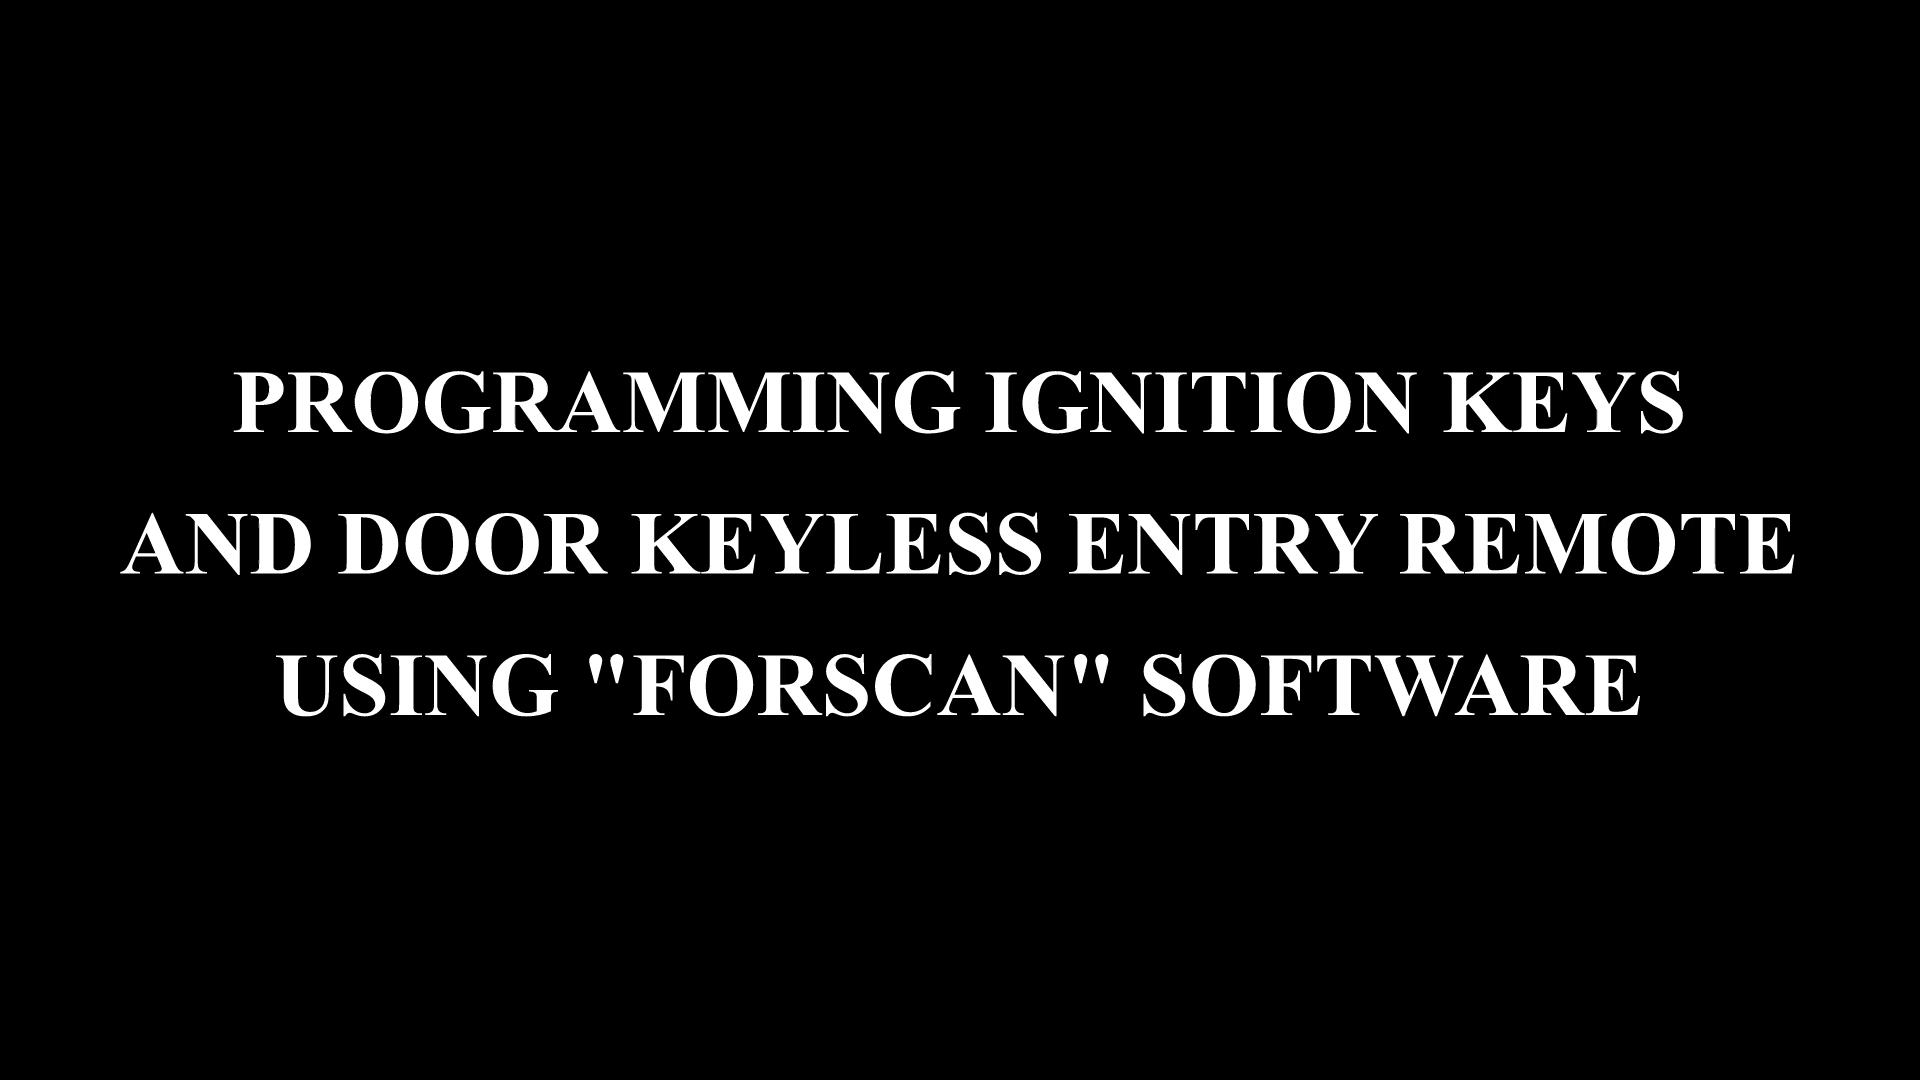 PROGRAMMING IGNITION KEYS
AND DOOR KEYLESS ENTRY REMOTE
USING "FORSCAN" SOFTWARE